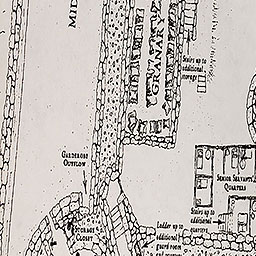 MID
GRANARY
Stairs up to
additional
storage
GARDEROBE
OUTFLOW
STORAGE
CLOSET
SENIOR SERVANTS'
QUARTERS
Stairs up to
additional
quarters
Ladder up to
additional
guard room